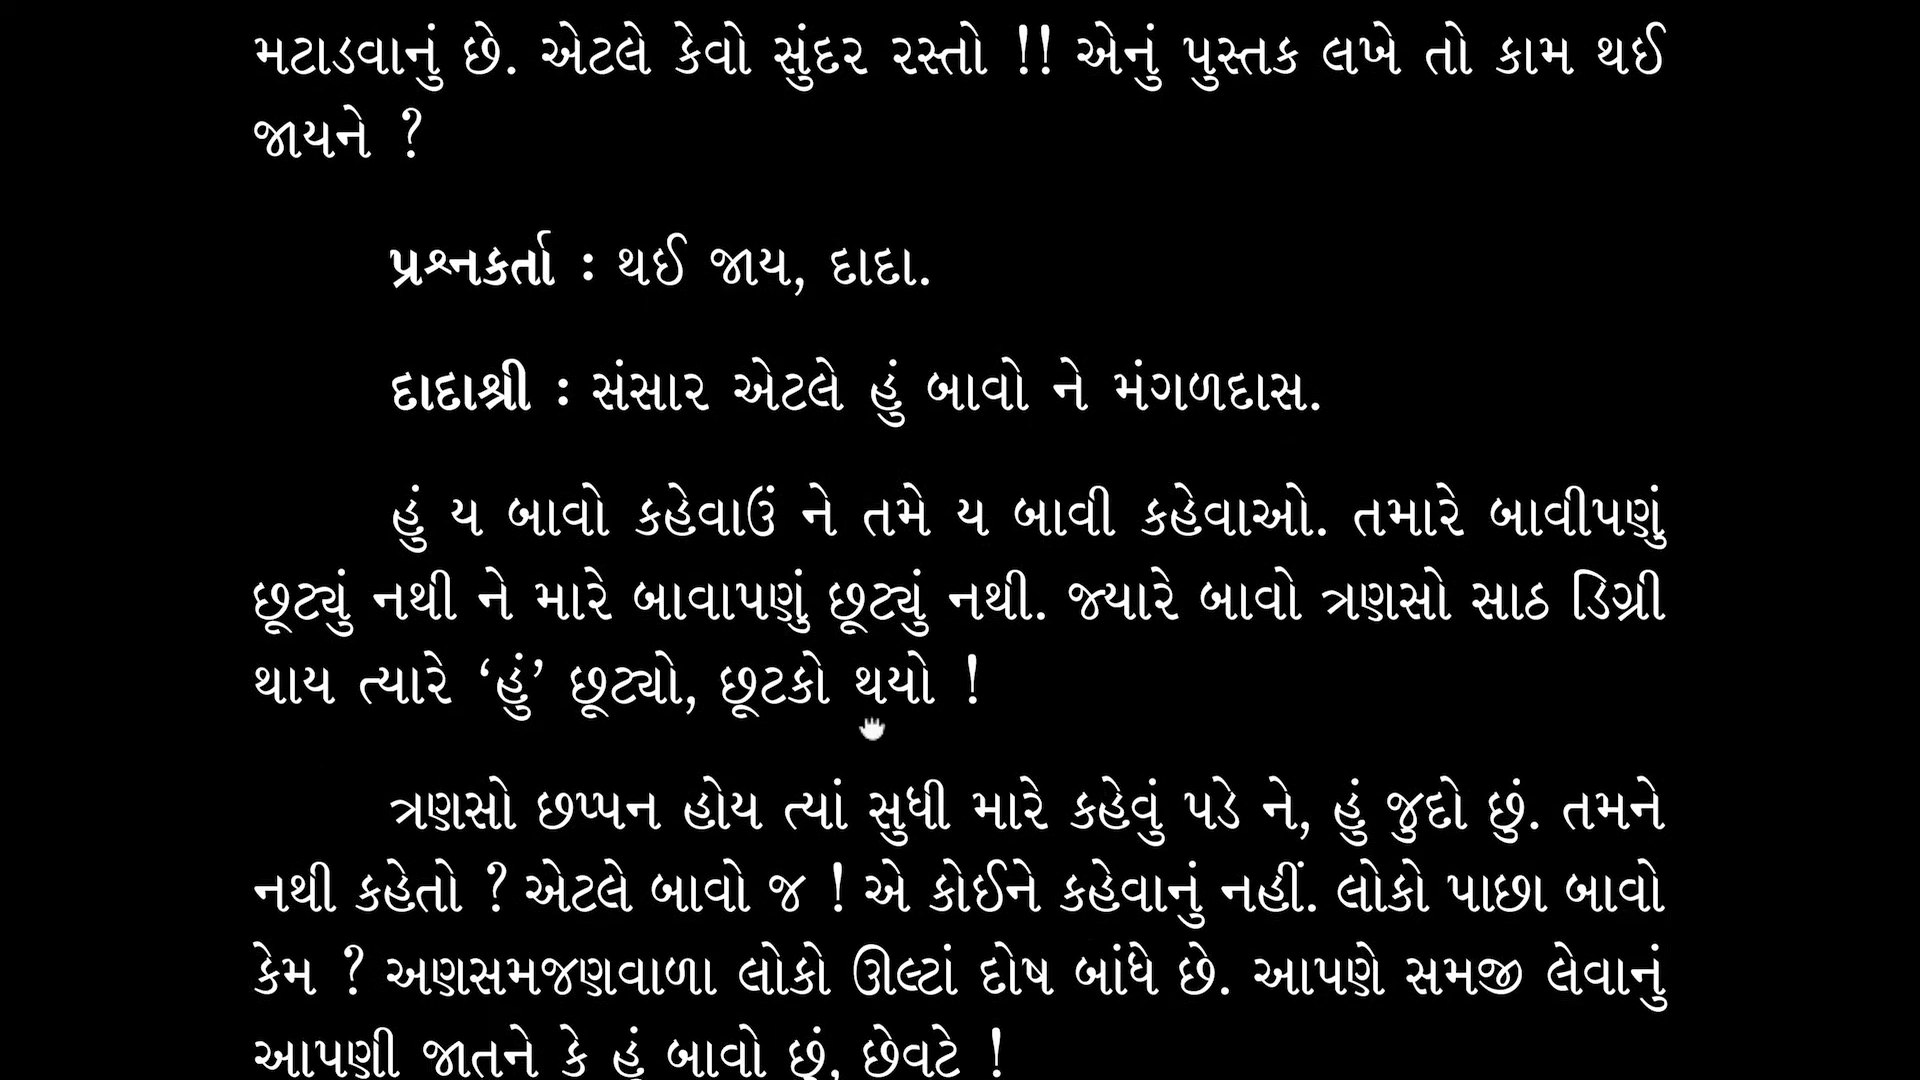 મટાડવાનું છે. એટલે કેવો સુંદર રસ્તો !! એનું પુસ્તક લખે તો કામ થઈ
જાયને ?
પ્રશ્નકર્તા : થઈ જાય, દાદા.
દાદાશ્રી : સંસાર એટલે હું બાવો ને મંગળદાસ.
હું ય બાવો કહેવાઉં ને તમે ય બાવી કહેવાઓ. તમારે બાવીપણું
છૂટ્યું નથી ને મારે બાવાપણું છૂટ્યું નથી. જ્યારે બાવો ત્રણસો સાઠ ડિગ્રી
થાય ત્યારે ‘હું’ છૂટ્યો, છૂટકો થયો !
ત્રણસો છપ્પન હોય ત્યાં સુધી મારે કહેવું પડે ને, હું જુદો છું. તમને
નથી કહેતો ? એટલે બાવો જ ! એ કોઈને કહેવાનું નહીં. લોકો પાછા બાવો
કેમ ? અણસમજણવાળા લોકો ઊલ્ટાં દોષ બાંધે છે. આપણે સમજી લેવાનું
આપણી જાતને કે હું બાવો છું, છેવટે !